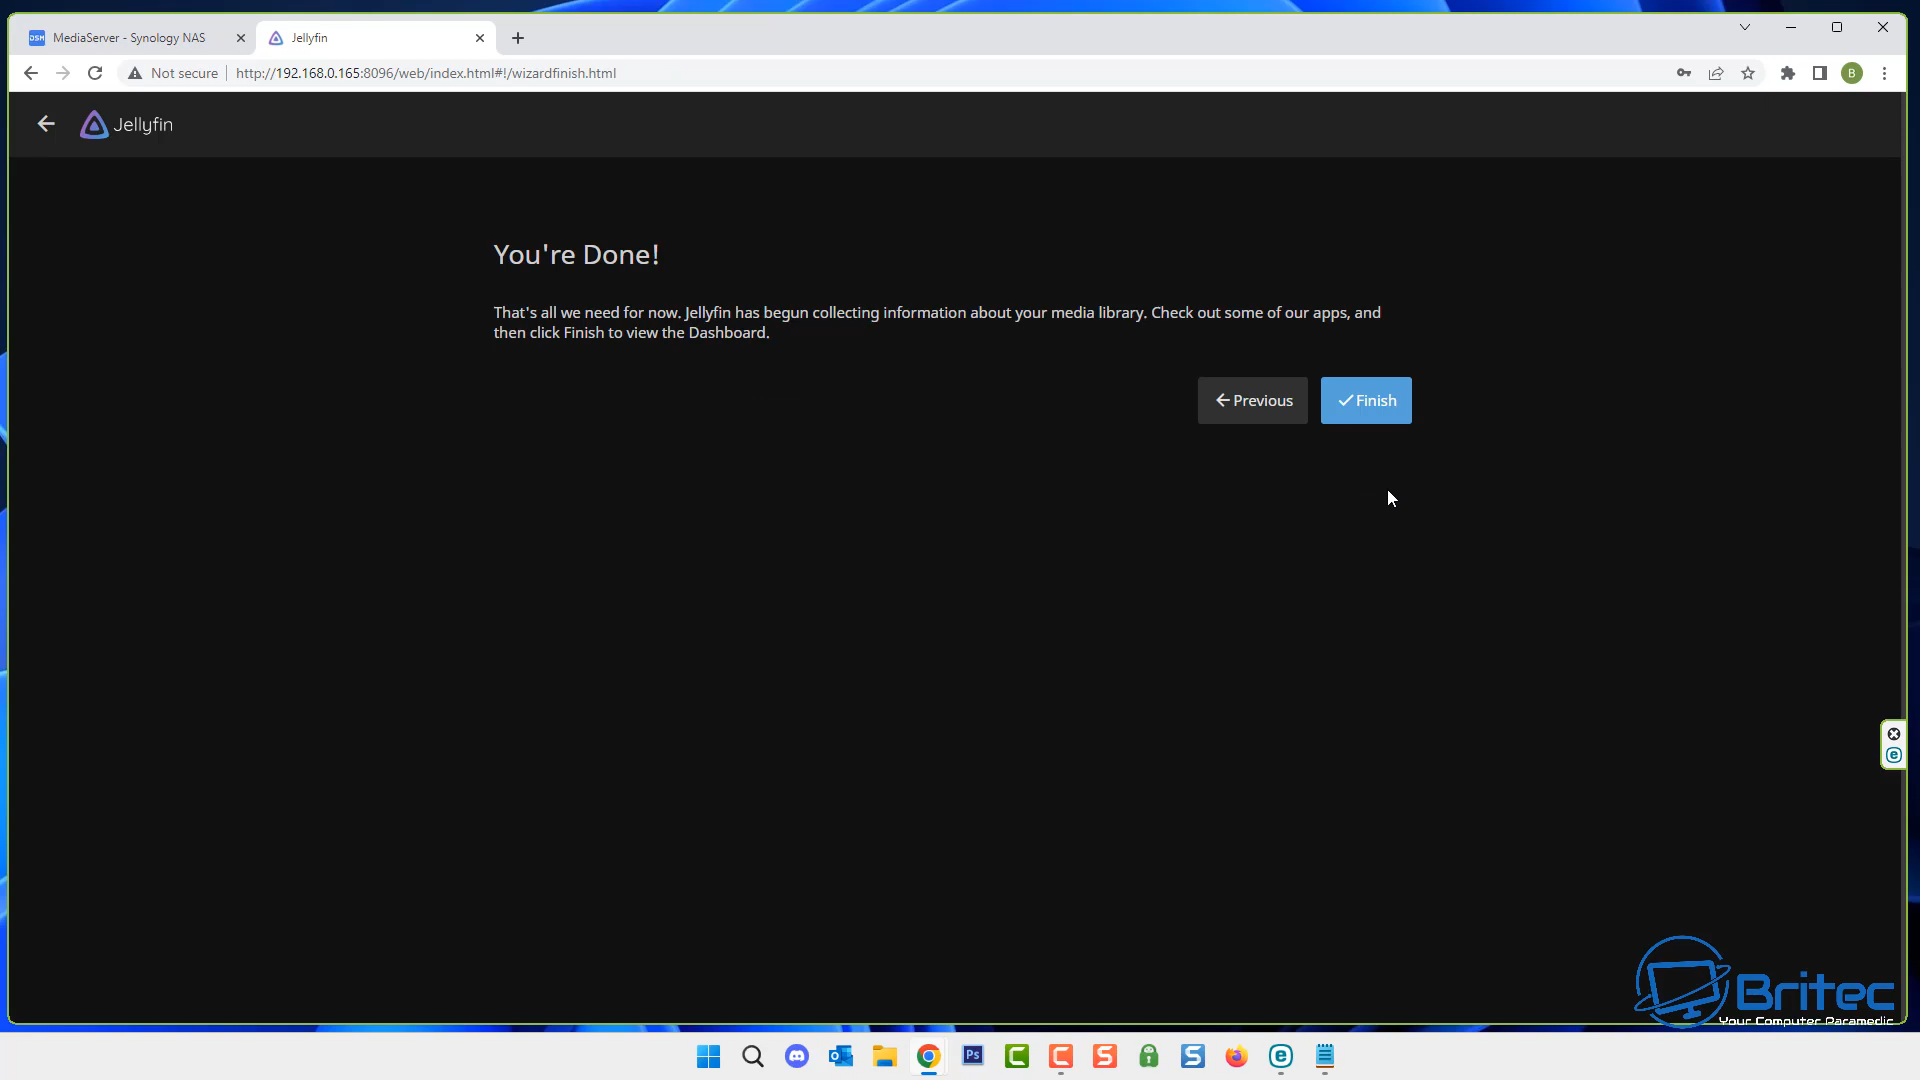 DSM MediaServer - Synology NAS
Jellyfin
Not secure
http://192.168.0.165:8096/web/index.html#!/wizardfinish.html
B
Jellyfin
You're Done!
That's all we need for now. Jellyfin has begun collecting information about your media library. Check out some of our apps, and
then click Finish to view the Dashboard.
Previous
Finish
e
Britec
Your Computer Paramedic
Ps
C
C
S
S
e